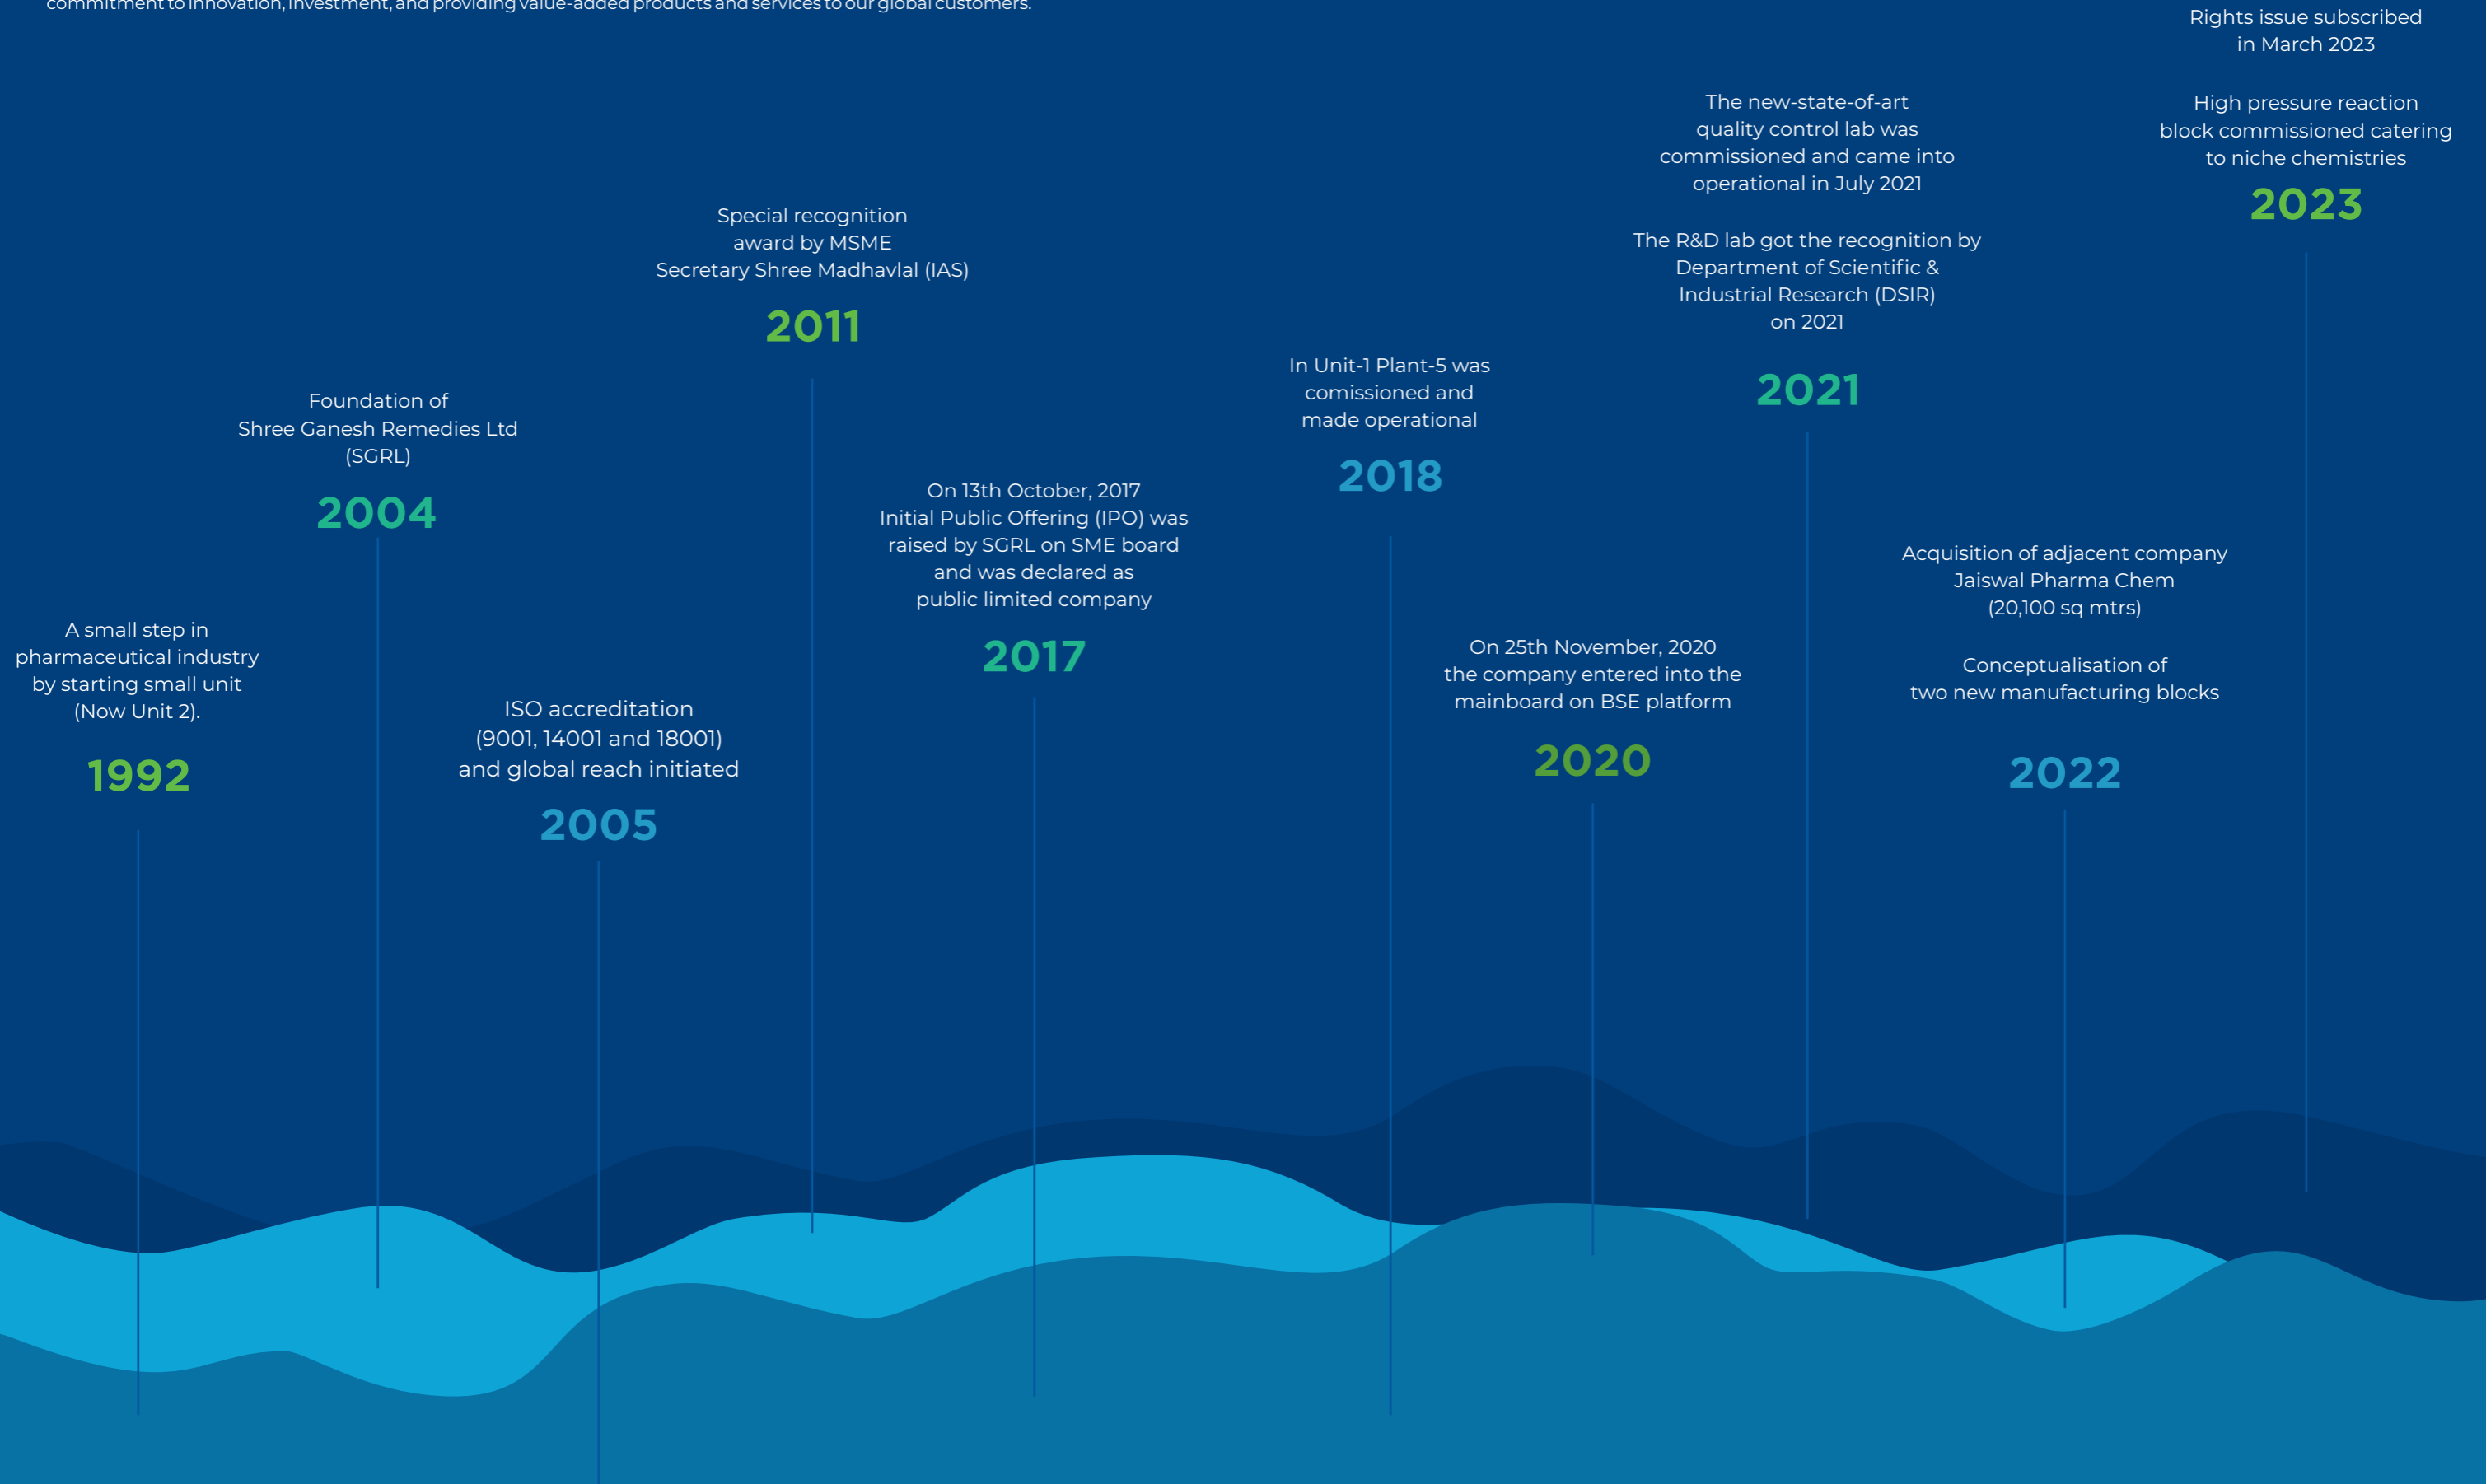 commitment to innovation, investment, and providing value-added products and services to our global customers.
A small step in
pharmaceutical industry
by starting small unit
(Now Unit 2).
1992
Foundation of
Shree Ganesh Remedies Ltd
(SGRL)
2004
ISO accreditation
(9001, 14001 and 18001)
and global reach initiated
2005
Special recognition
award by MSME
Secretary Shree Madhavlal (IAS)
2011
On 13th October, 2017
Initial Public Offering (IPO) was
raised by SGRL on SME board
and was declared as
public limited company
2017
In Unit-1 Plant-5 was
comissioned and
made operational
2018
On 25th November, 2020
the company entered into the
mainboard on BSE platform
2020
The new-state-of-art
quality control lab was
commissioned and came into
operational in July 2021
The R&D lab got the recognition by
Department of Scientific &
Industrial Research (DSIR)
on 2021
2021
Acquisition of adjacent company
Jaiswal Pharma Chem
(20,100 sq mtrs)
Conceptualisation of
two new manufacturing blocks
2022
Rights issue subscribed
in March 2023
High pressure reaction
block commissioned catering
to niche chemistries
2023